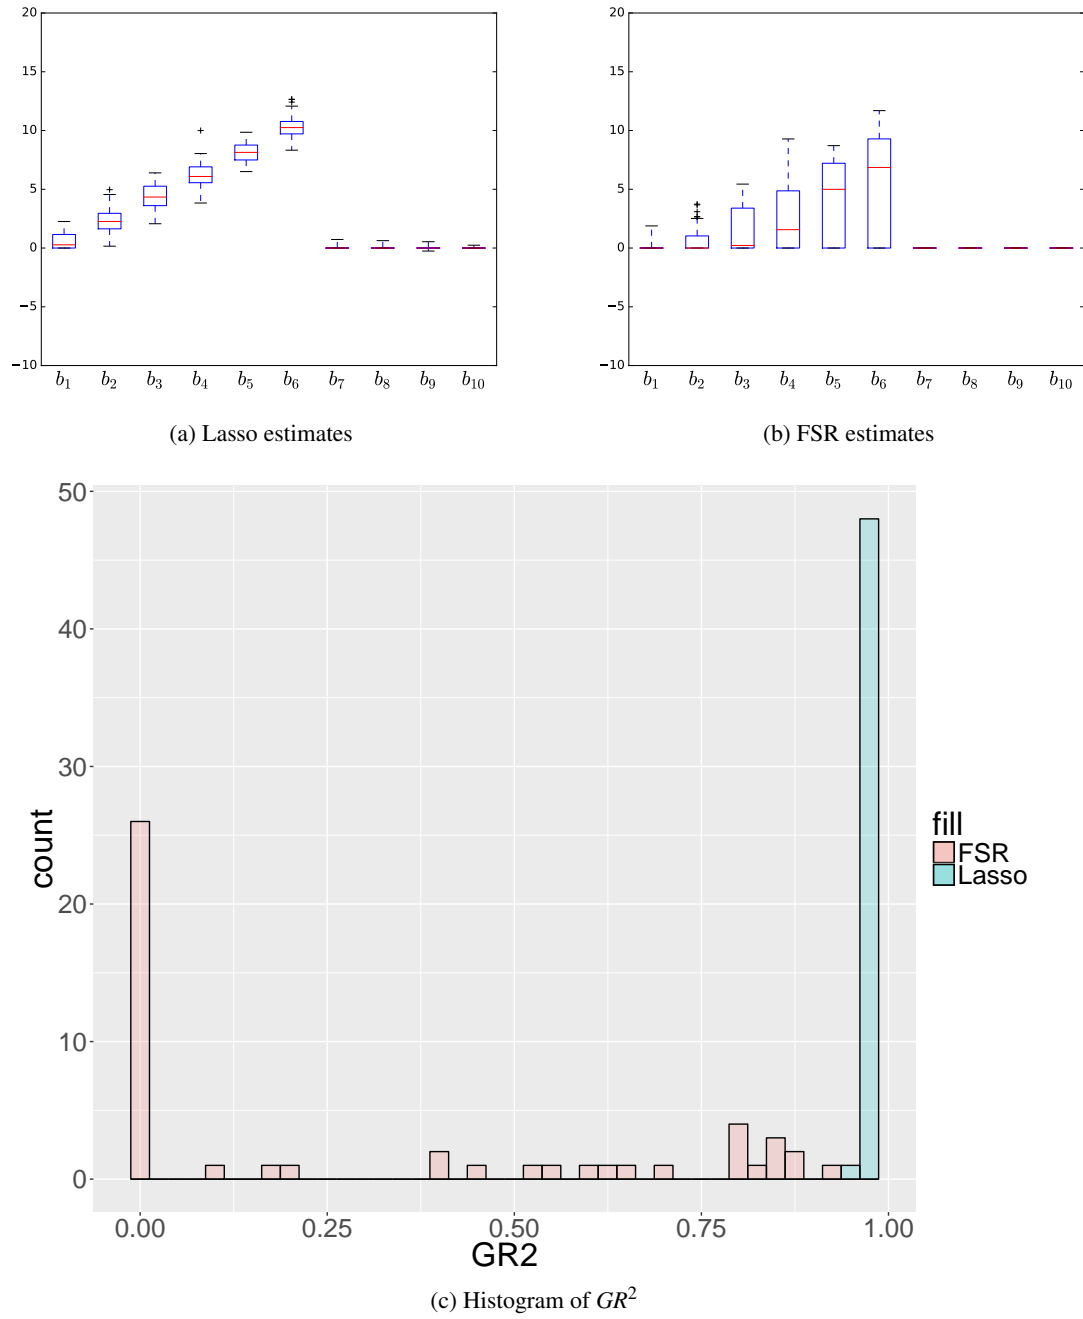 20
15
10
5
0
−5
−10
b1 b2 b3 b4 b5 b6 b7 b8 b9 b10
(a) Lasso estimates
20
15
10
5
0
−5
−10
b1 b2 b3 b4 b5 b6 b7 b8 b9 b10
(b) FSR estimates
50
40
30
20
10
0
count
0.00 0.25 0.50 0.75 1.00
GR2
fill
FSR
Lasso
(c) Histogram of GR²